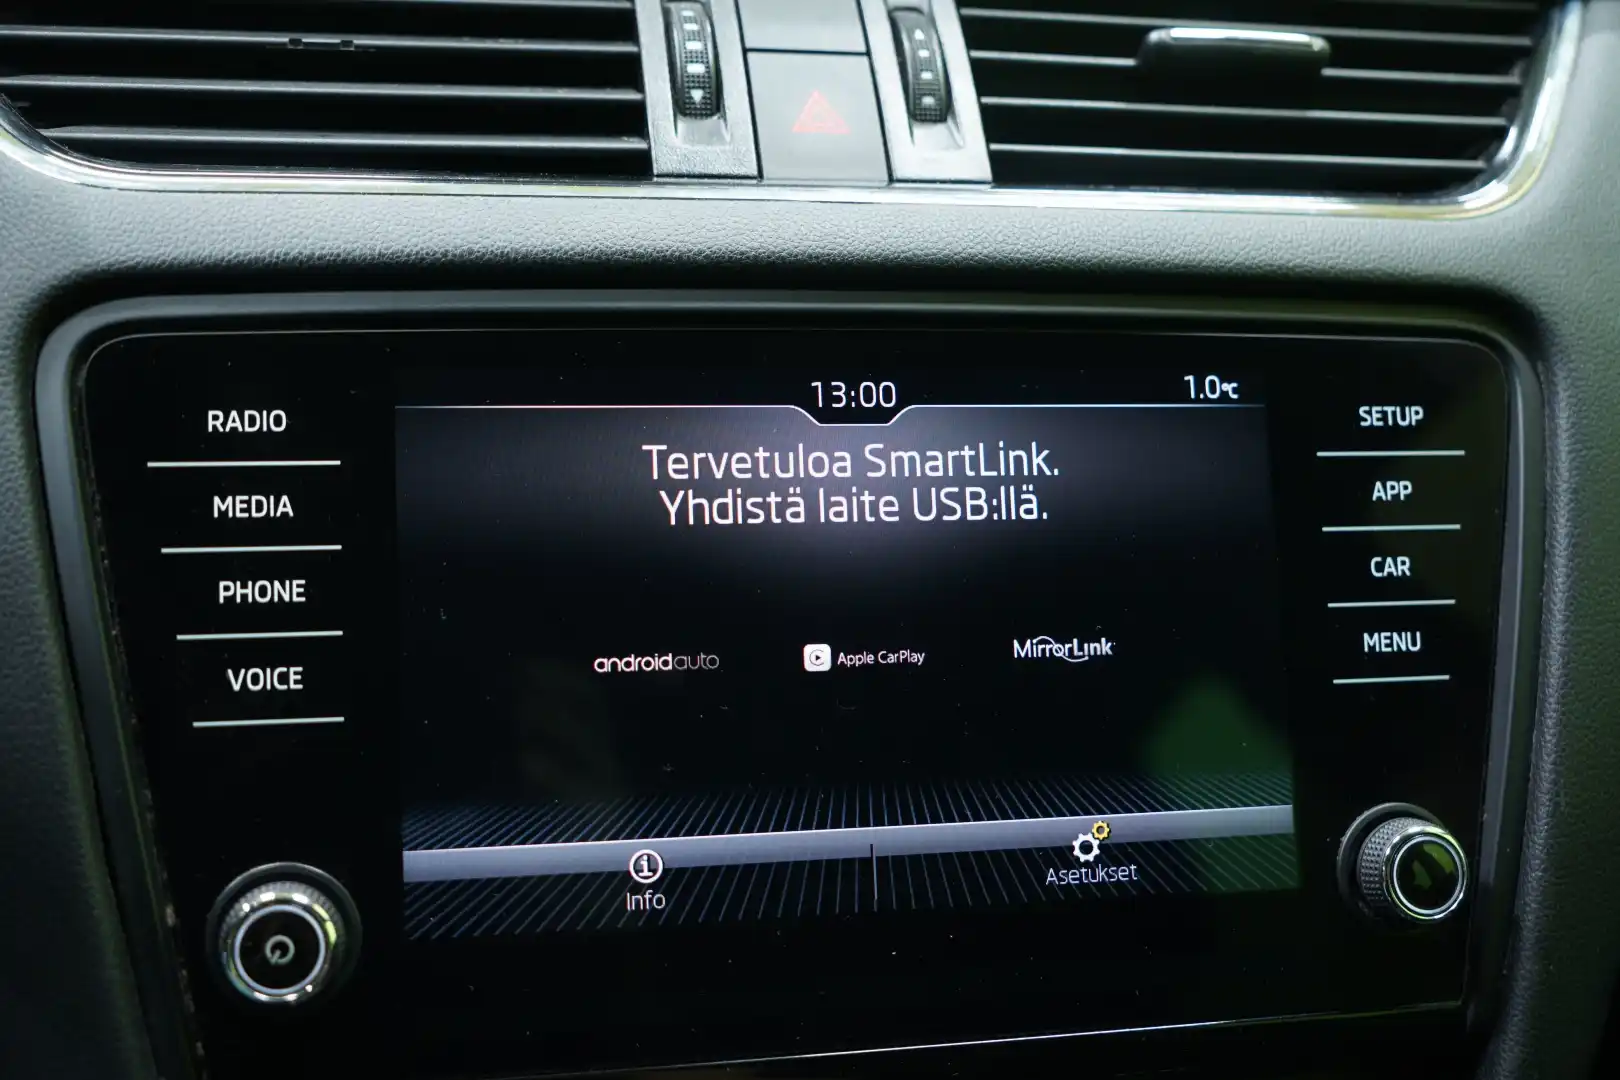 13:00
1.0°C
RADIO
MEDIA
PHONE
VOICE
Tervetuloa SmartLink.
Yhdistä laite USB:llä.
androidauto
Apple CarPlay
MirrorLink
Info
Asetukset
SETUP
APP
CAR
MENU